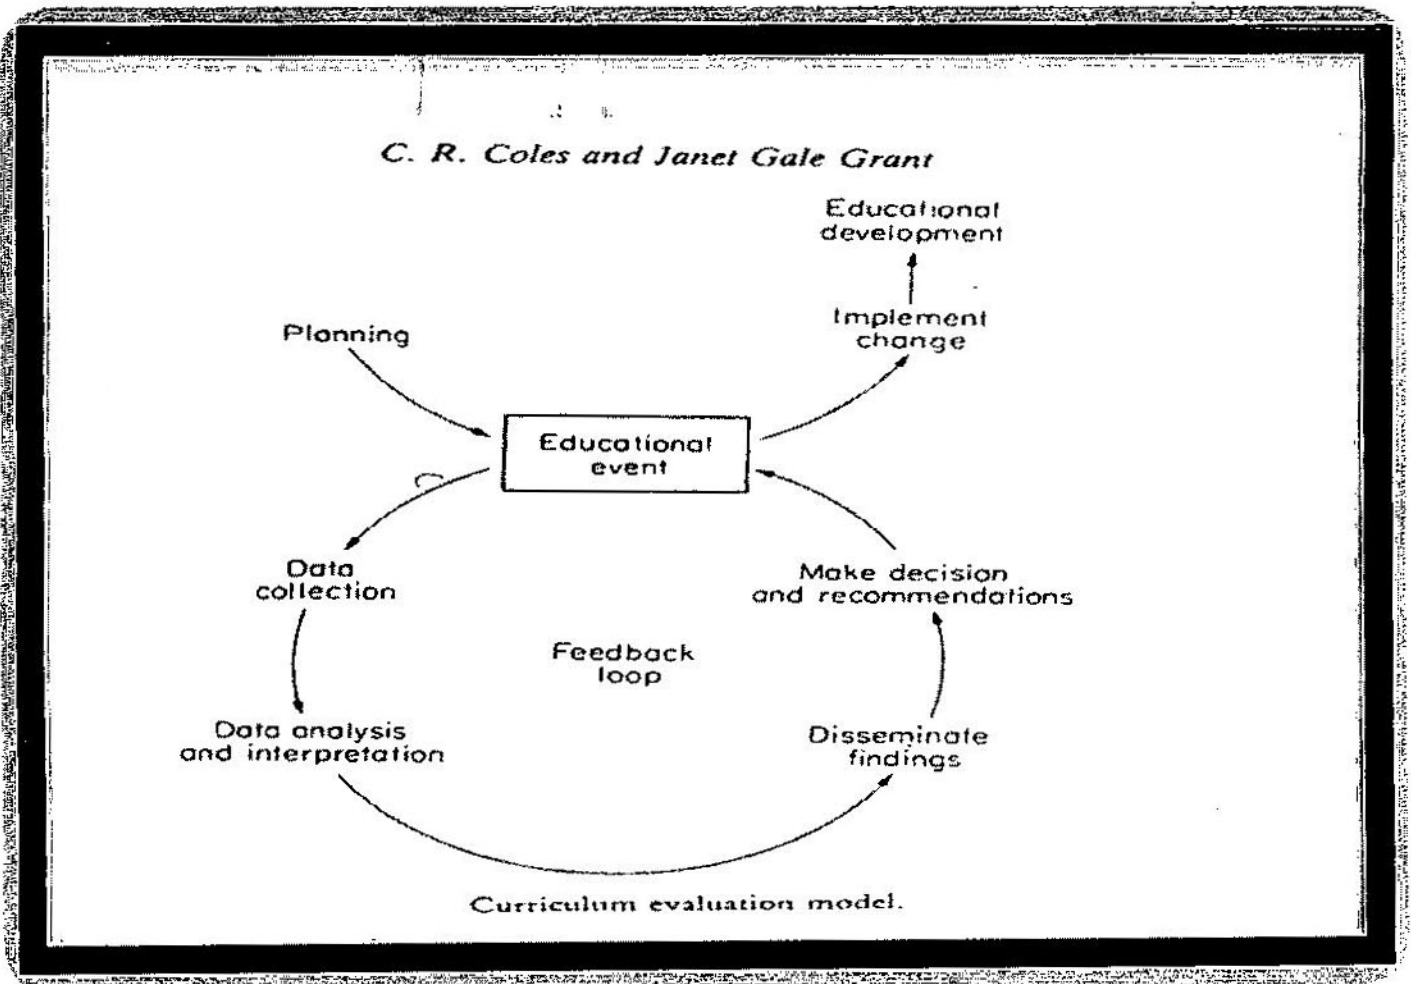 C. R. Coles and Janet Gale Grant
Educational
development
Implement
change
Planning
Educational
event
Data
collection
Make decision
and recommendations
Feedback
loop
Data analysis
and interpretation
Disseminate
findings
Curriculum evaluation model.